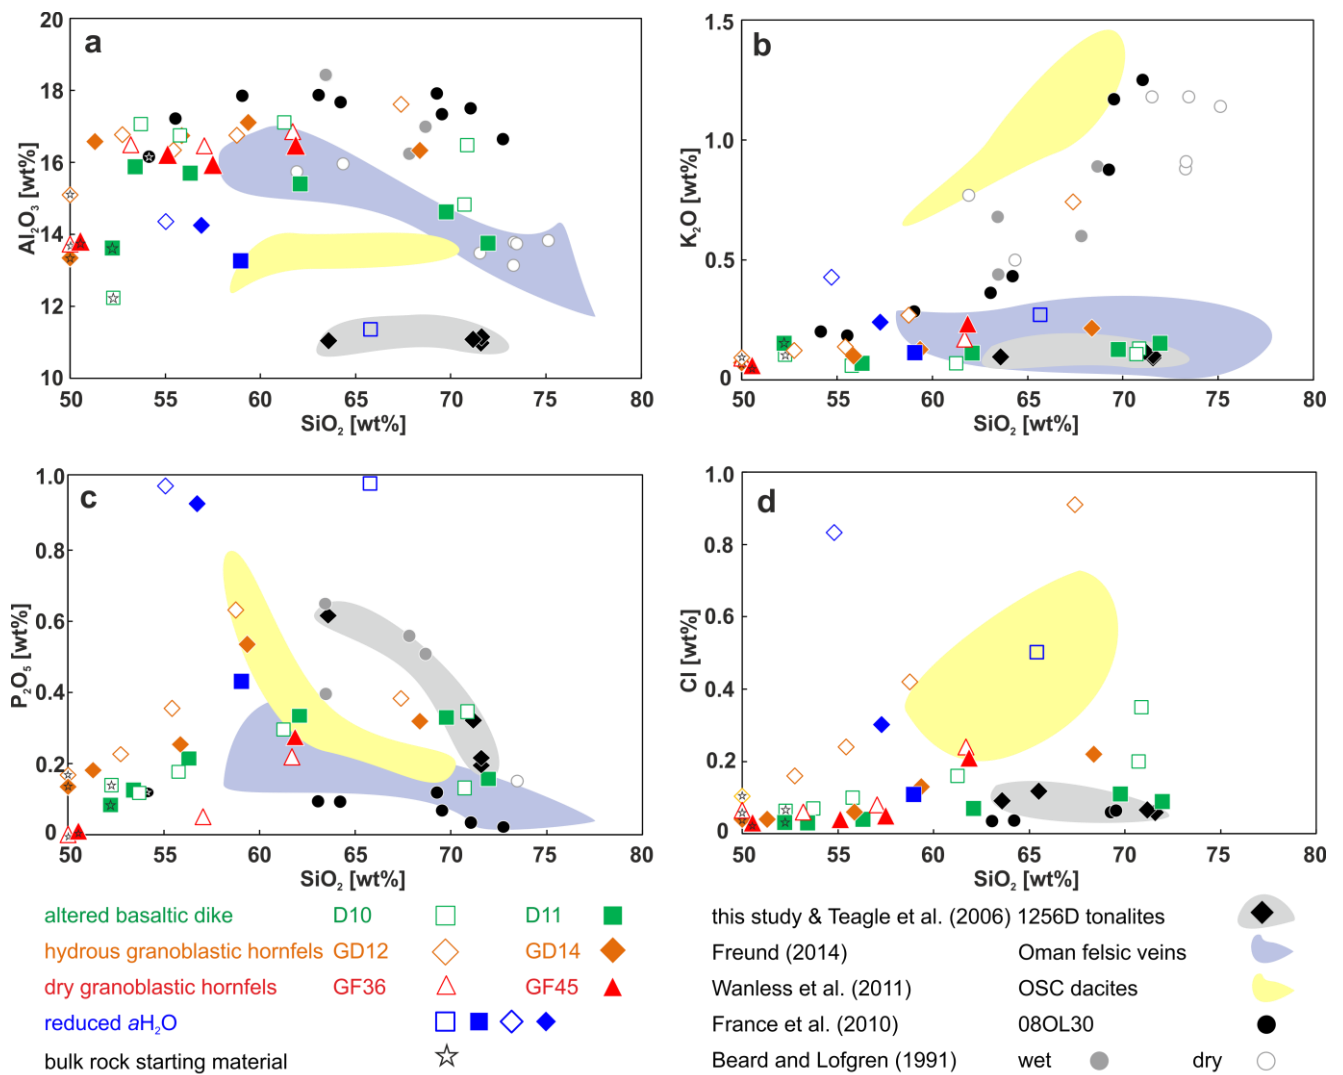 a
20
18
16
14
12
10
Al2O3 [wt%]
50 55 60 65 70 75 80
SiO2 [wt%]
b
1.5
1.0
0.5
0
K2O [wt%]
50 55 60 65 70 75 80
SiO2 [wt%]
c
1.0
0.8
0.6
0.4
0.2
0
P2O5 [wt%]
50 55 60 65 70 75 80
SiO2 [wt%]
d
1.0
0.8
0.6
0.4
0.2
0
Cl [wt%]
50 55 60 65 70 75 80
SiO2 [wt%]
altered basaltic dike D10 D11
hydrous granoblastic hornfels GD12 GD14
dry granoblastic hornfels GF36 GF45
reduced aH2O
bulk rock starting material
this study & Teagle et al. (2006) 1256D tonalites
Freund (2014) Oman felsic veins
Wanless et al. (2011) OSC dacites
France et al. (2010) 08OL30
Beard and Lofgren (1991) wet dry